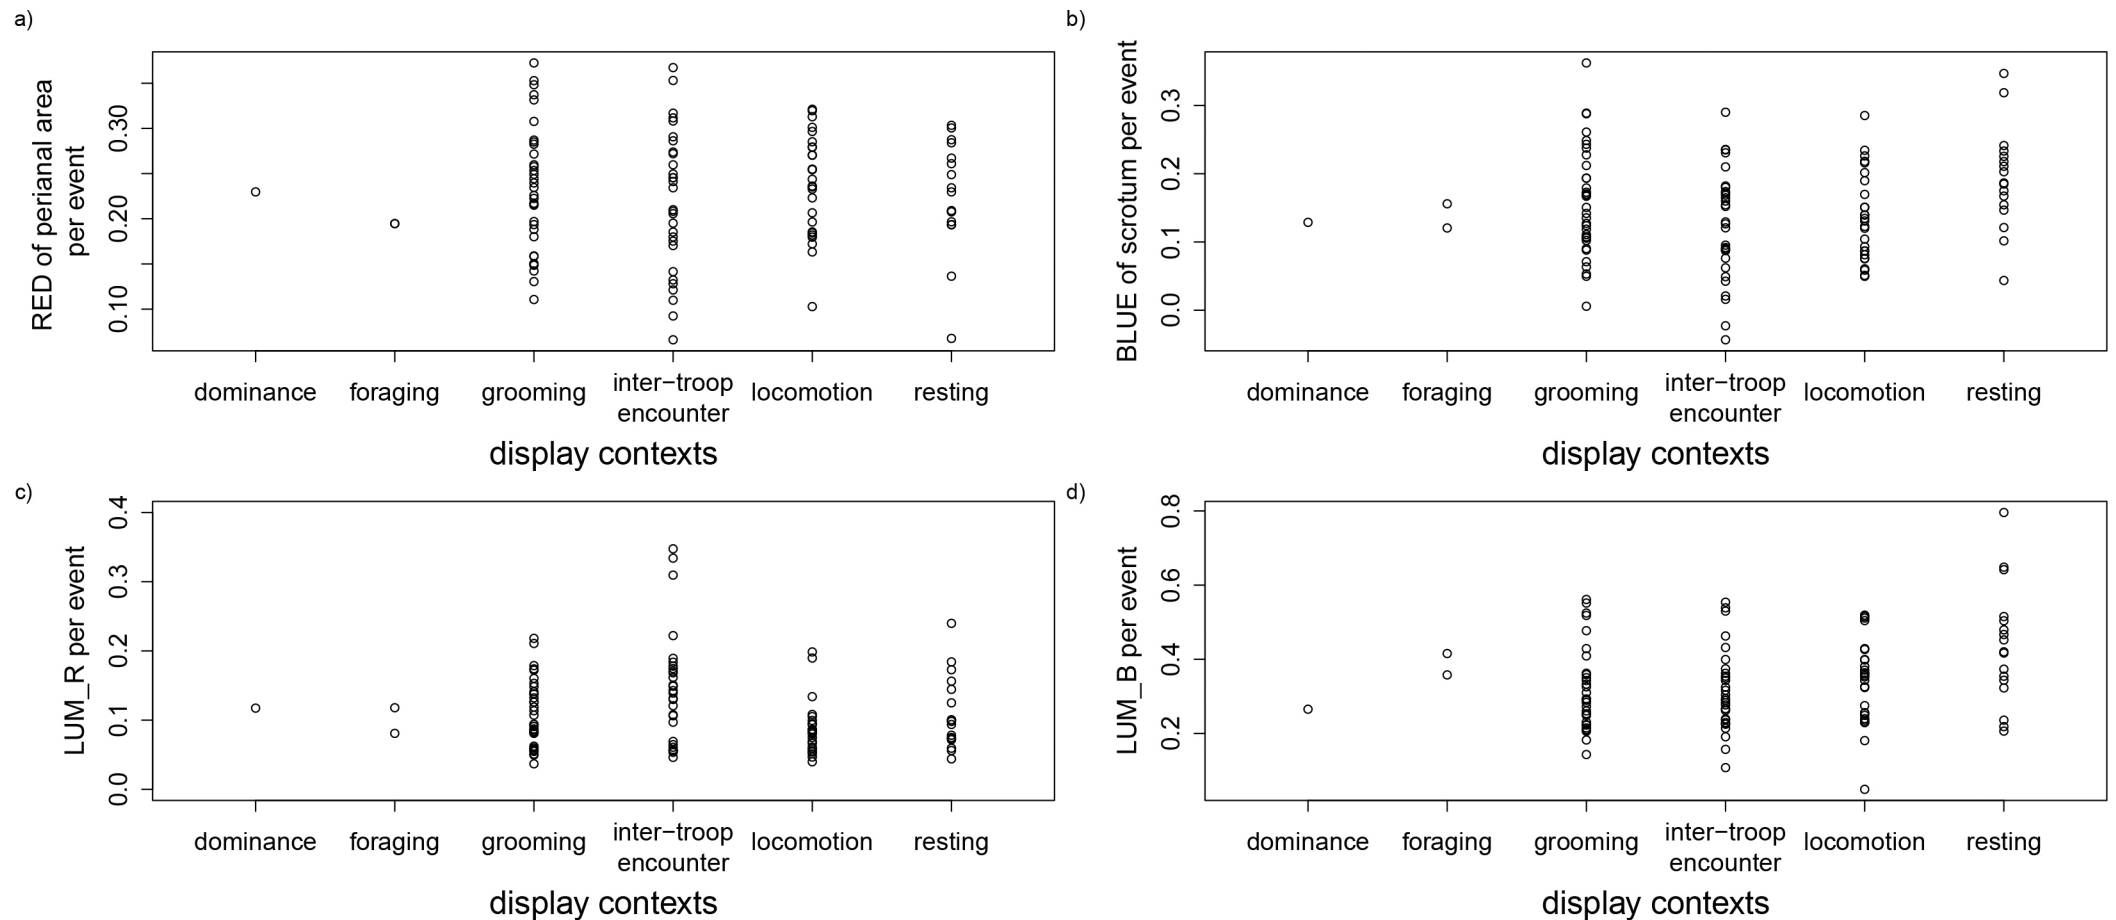 a)
RED of perianal area
per event
0.30
0.20
0.10
dominance
foraging
grooming
inter−troop
encounter
locomotion
resting
display contexts
b)
BLUE of scrotum per event
0.3
0.2
0.1
0.0
dominance
foraging
grooming
inter−troop
encounter
locomotion
resting
display contexts
c)
LUM_R per event
0.4
0.3
0.2
0.1
0.0
dominance
foraging
grooming
inter−troop
encounter
locomotion
resting
display contexts
d)
LUM_B per event
0.8
0.6
0.4
0.2
dominance
foraging
grooming
inter−troop
encounter
locomotion
resting
display contexts